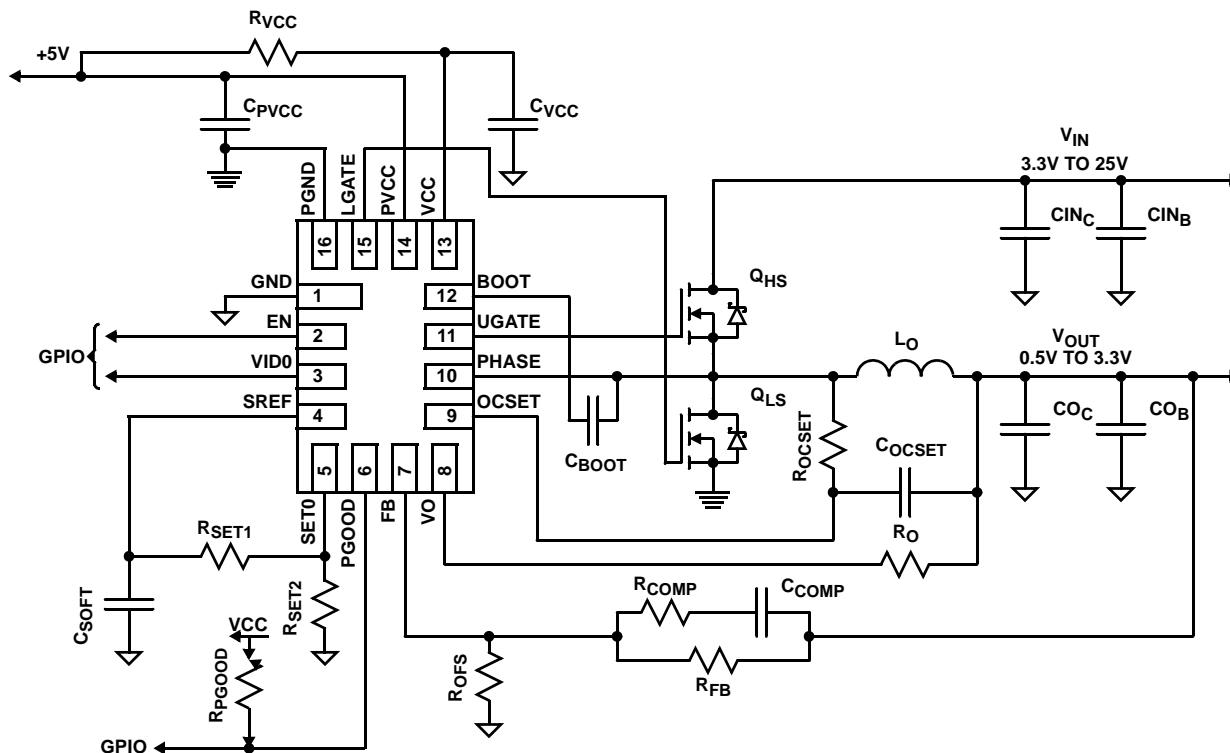 RVCC
+5V
CPVCC
CVCC
VIN
3.3V TO 25V
PGND
LGATE
PVCC
VCC
16
15
14
13
CINC
CINB
GND
1
12
BOOT
QHS
EN
2
11
UGATE
GPIO
VID0
3
10
PHASE
LO
VOUT
0.5V TO 3.3V
SREF
4
9
OCSET
QLS
CBOOT
ROCSET
COCSET
COC
COB
5
6
7
8
SET0
PGOOD
FB
VO
RSET1
RO
CSOFT
RSET2
RCOMP
CCOMP
VCC
RPGOOD
ROFS
RFB
GPIO